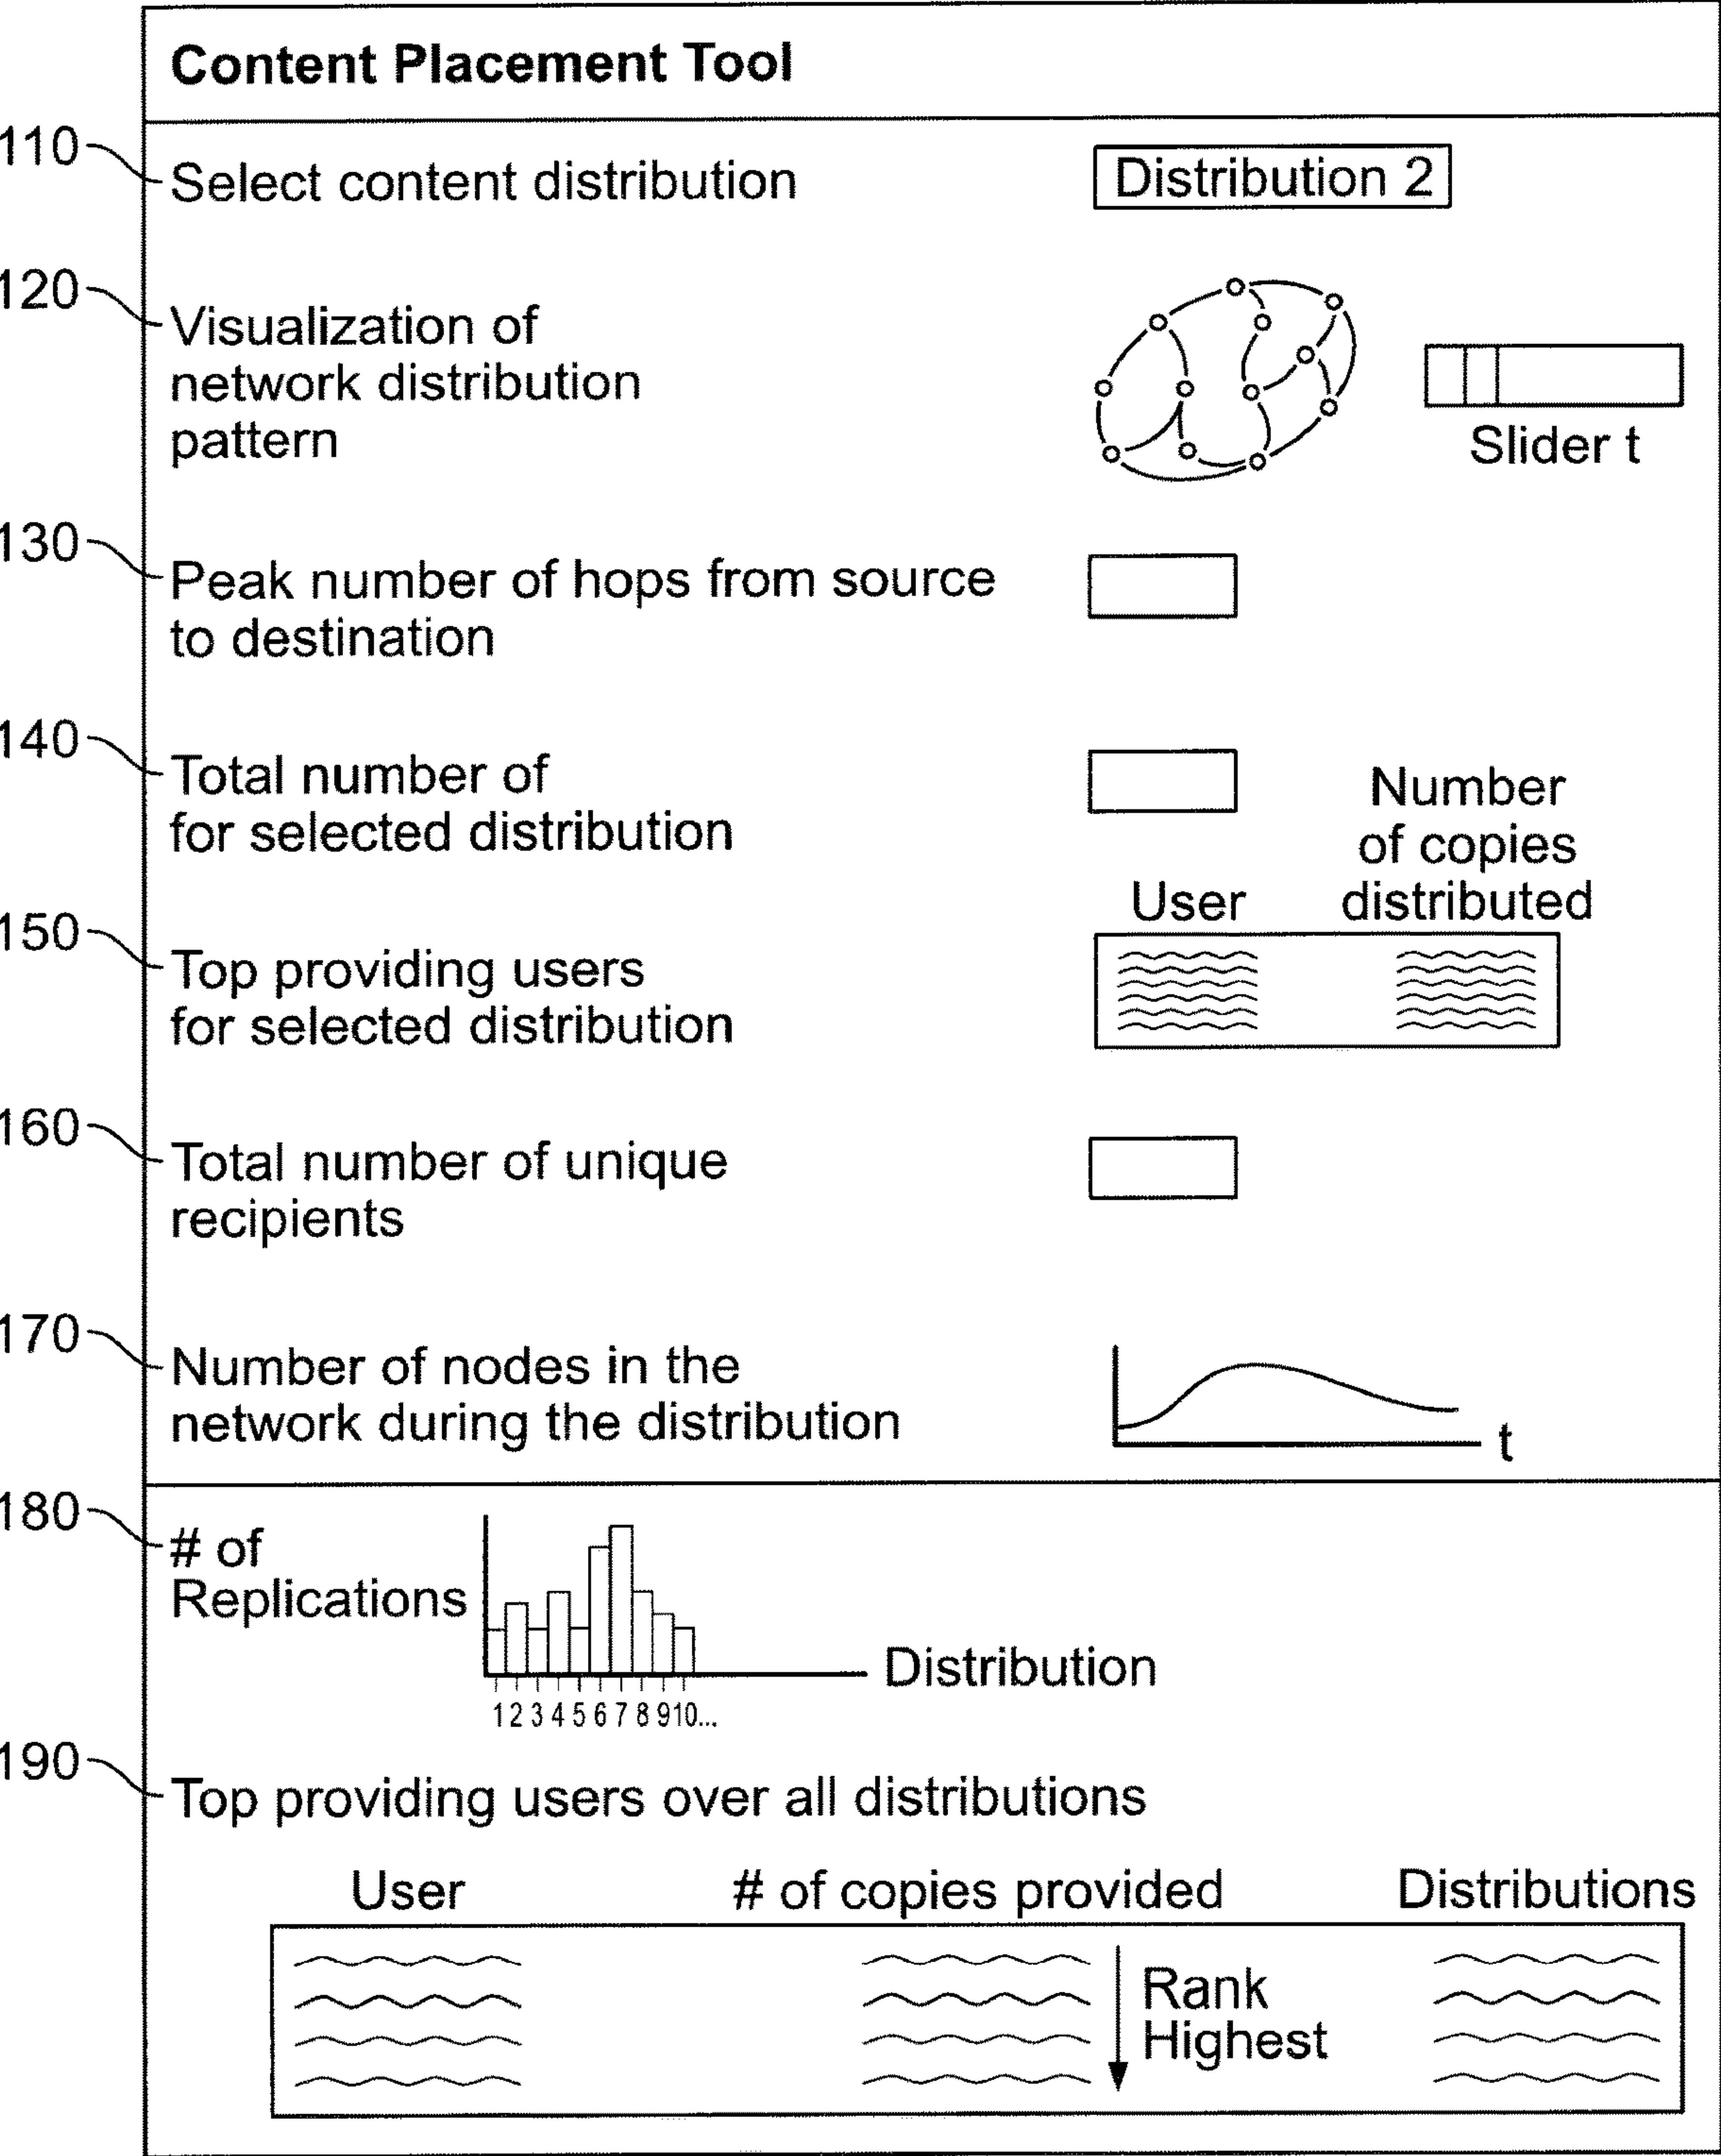 Content Placement Tool
110
Select content distribution
Distribution 2
120
Visualization of
network distribution
pattern
Slider t
130
Peak number of hops from source
to destination
140
Total number of
for selected distribution
Number
of copies
distributed
User
150
Top providing users
for selected distribution
160
Total number of unique
recipients
170
Number of nodes in the
network during the distribution
t
180
# of
Replications
Distribution
1 2 3 4 5 6 7 8 9 10...
190
Top providing users over all distributions
User # of copies provided Distributions
Rank
Highest